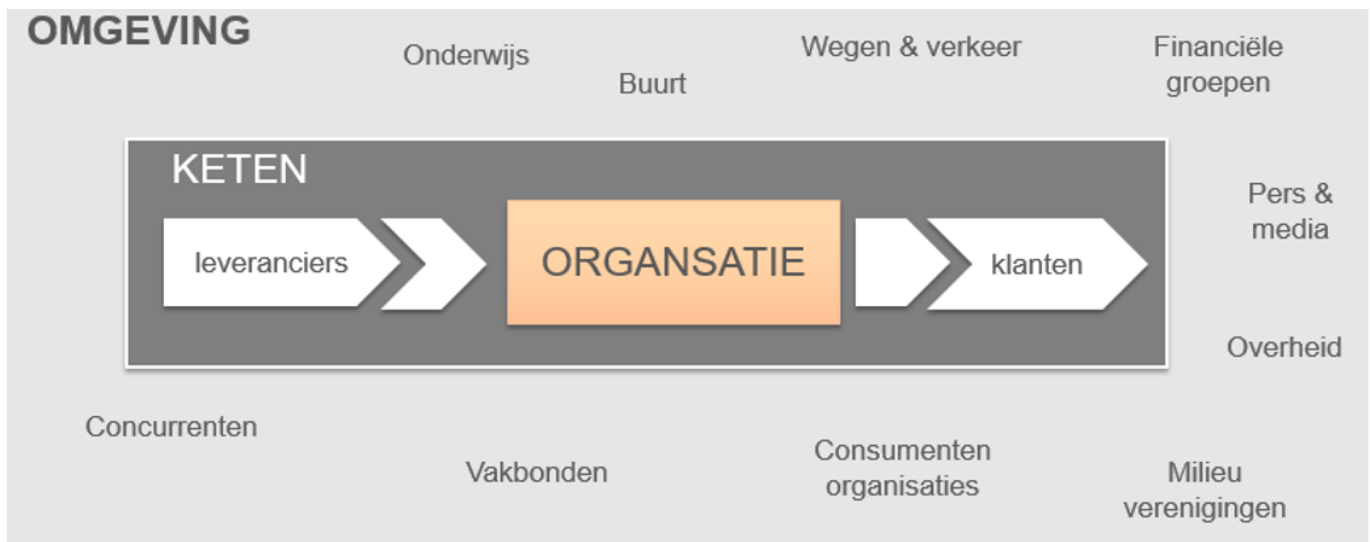 OMGEVING
Onderwijs
Buurt
Wegen & verkeer
Financiële
groepen
KETEN
leveranciers
ORGANSATIE
klanten
Pers &
media
Overheid
Concurrenten
Vakbonden
Consumenten
organisaties
Milieu
verenigingen